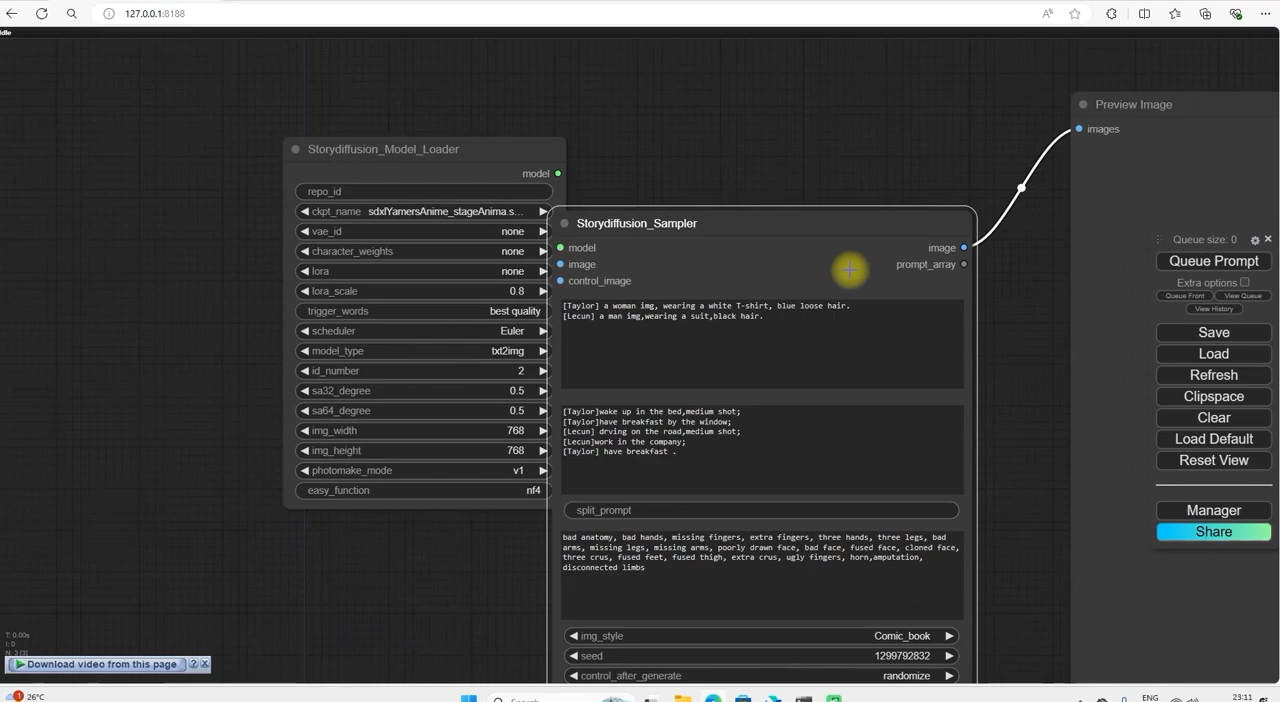 127.0.0.1:8188
ddle
Storydiffusion_Model_Loader
model
repo_id
ckpt_name sdxlYamersAnime_stageAnima.s...
vae_id none
character_weights none
lora none
lora_scale 0.8
trigger_words best quality
scheduler Euler
model_type txt2img
id_number 2
sa32_degree 0.5
sa64_degree 0.5
img_width 768
img_height 768
photomake_mode v1
easy_function nf4
Storydiffusion_Sampler
model
image
image
prompt_array
control_image
[Taylor] a woman img, wearing a white T-shirt, blue loose hair.
[Lecun] a man img,wearing a suit,black hair.
[Taylor]wake up in the bed,medium shot;
[Taylor]have breakfast by the window;
[Lecun] drving on the road,medium shot;
[Lecun]work in the company;
[Taylor] have breakfast .
split_prompt
bad anatomy, bad hands, missing fingers, extra fingers, three hands, three legs, bad
arms, missing legs, missing arms, poorly drawn face, bad face, fused face, cloned face,
three crus, fused feet, fused thigh, extra crus, ugly fingers, horn,amputation,
disconnected limbs
img_style Comic_book
seed 1299792832
control_after_generate randomize
Preview Image
images
Queue size: 0
Queue Prompt
Extra options
Queue Front View Queue
View History
Save
Load
Refresh
Clipspace
Clear
Load Default
Reset View
Manager
Share
T: 0.00s
I: 0
N: 3 [3]
Download video from this page ? X
1
26°C
Search
ENG
23:11